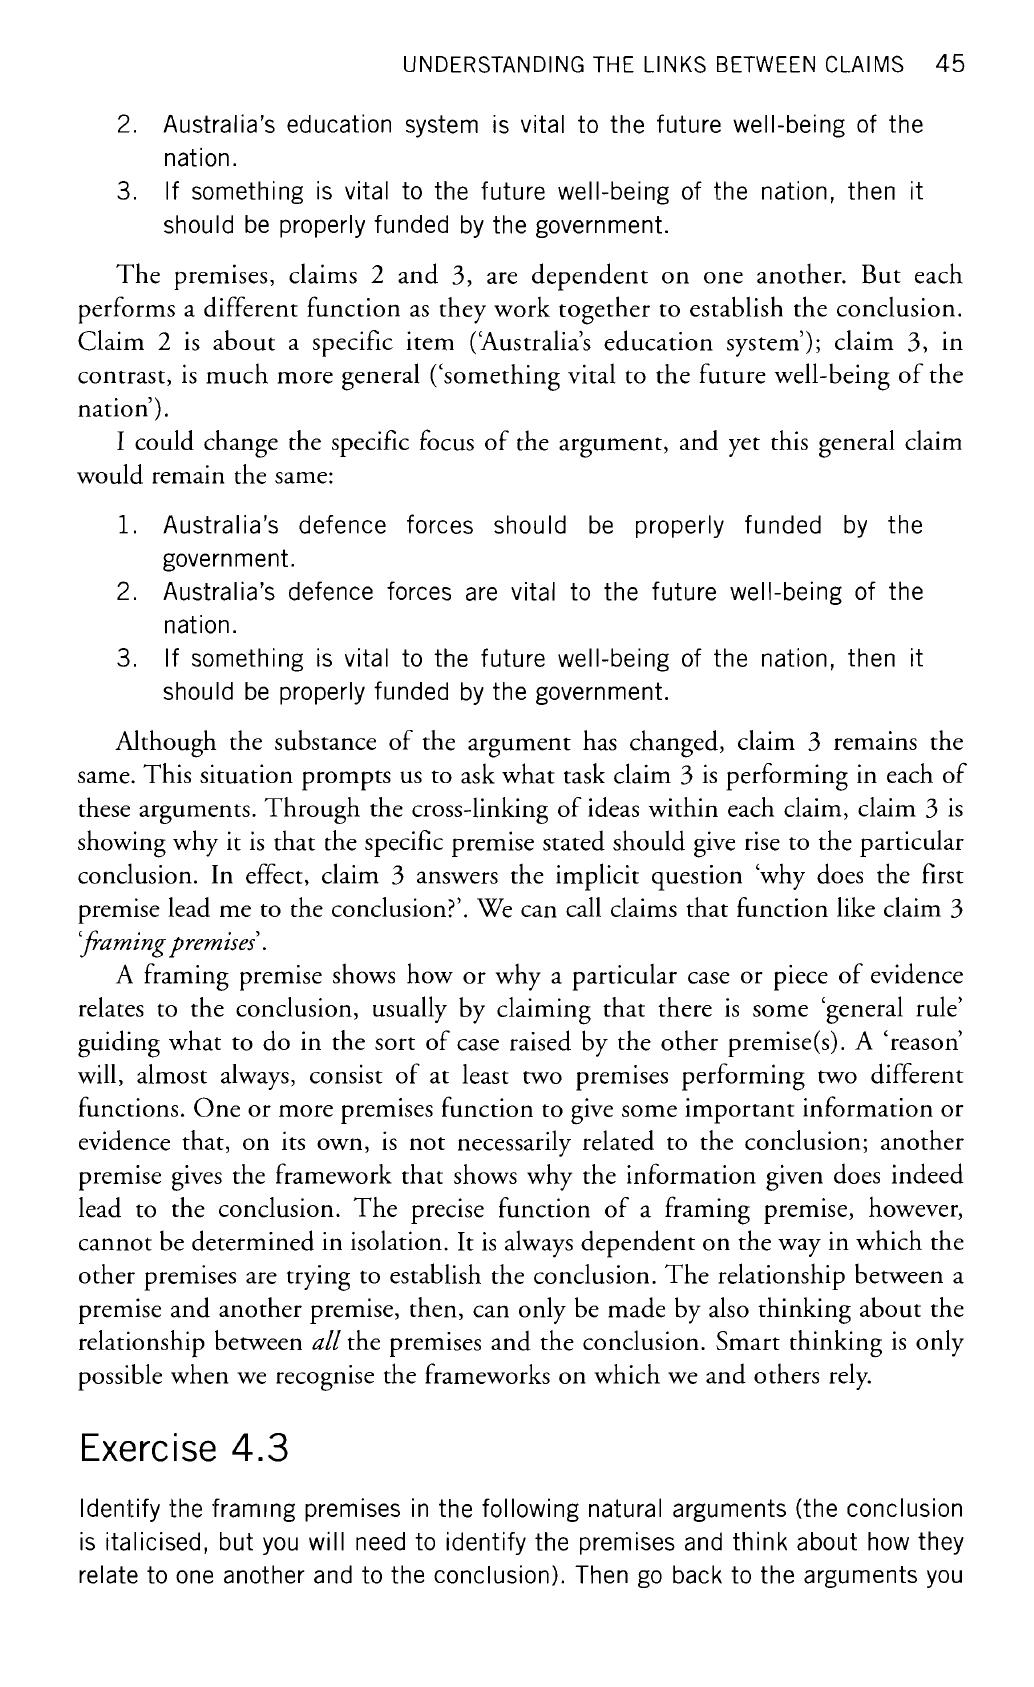 UNDERSTANDING THE LINKS BETWEEN CLAIMS 45
2. Australia's education system is vital to the future well-being of the
nation.
3. If something is vital to the future well-being of the nation, then it
should be properly funded by the government.
The premises, claims 2 and 3, are dependent on one another. But each
performs a different function as they work together to establish the conclusion.
Claim 2 is about a specific item ('Australia's education system'); claim 3, in
contrast, is much more general ('something vital to the future well-being of the
nation').
I could change the specific focus of the argument, and yet this general claim
would remain the same:
1. Australia's defence forces should be properly funded by the
government.
2. Australia's defence forces are vital to the future well-being of the
nation.
3. If something is vital to the future well-being of the nation, then it
should be properly funded by the government.
Although the substance of the argument has changed, claim 3 remains the
same. This situation prompts us to ask what task claim 3 is performing in each of
these arguments. Through the cross-linking of ideas within each claim, claim 3 is
showing why it is that the specific premise stated should give rise to the particular
conclusion. In effect, claim 3 answers the implicit question 'why does the first
premise lead me to the conclusion?'. We can call claims that function like claim 3
'framing premises'.
A framing premise shows how or why a particular case or piece of evidence
relates to the conclusion, usually by claiming that there is some 'general rule'
guiding what to do in the sort of case raised by the other premise(s). A 'reason'
will, almost always, consist of at least two premises performing two different
functions. One or more premises function to give some important information or
evidence that, on its own, is not necessarily related to the conclusion; another
premise gives the framework that shows why the information given does indeed
lead to the conclusion. The precise function of a framing premise, however,
cannot be determined in isolation. It is always dependent on the way in which the
other premises are trying to establish the conclusion. The relationship between a
premise and another premise, then, can only be made by also thinking about the
relationship between all the premises and the conclusion. Smart thinking is only
possible when we recognise the frameworks on which we and others rely.
Exercise 4.3
Identify the framing premises in the following natural arguments (the conclusion
is italicised, but you will need to identify the premises and think about how they
relate to one another and to the conclusion). Then go back to the arguments you